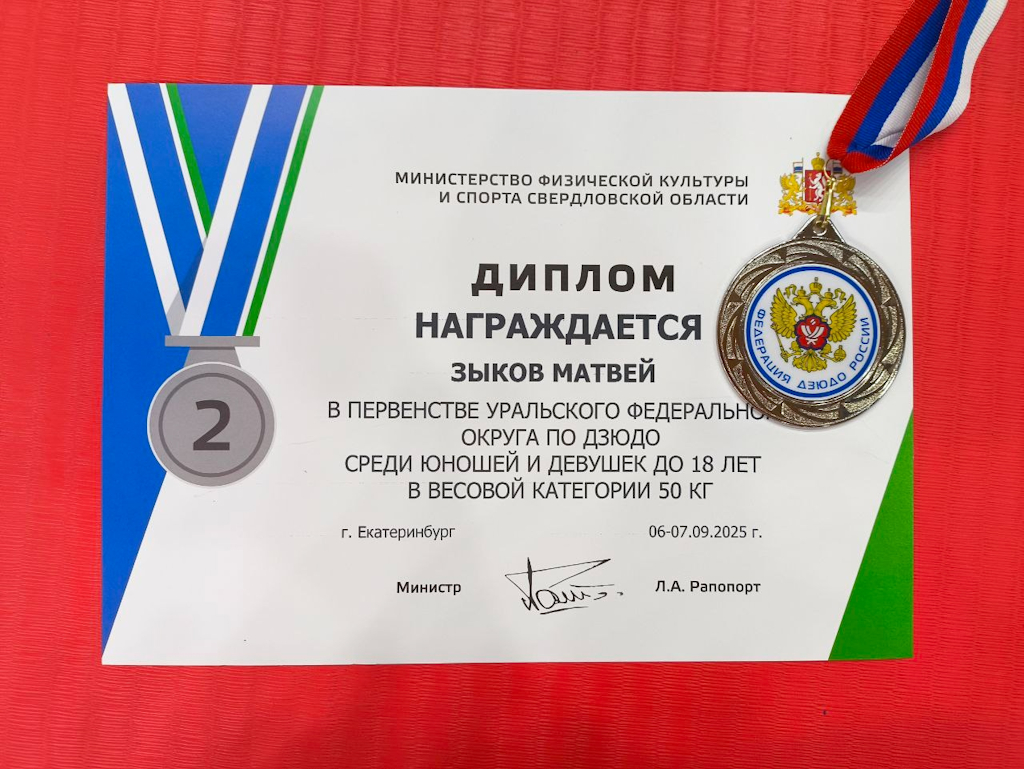 МИНИСТЕРСТВО ФИЗИЧЕСКОЙ КУЛЬТУРЫ
И СПОРТА СВЕРДЛОВСКОЙ ОБЛАСТИ
ДИПЛОМ
НАГРАЖДАЕТСЯ
ЗЫКОВ МАТВЕЙ
В ПЕРВЕНСТВЕ УРАЛЬСКОГО ФЕДЕРАЛЬНО
ОКРУГА ПО ДЗЮДО
СРЕДИ ЮНОШЕЙ И ДЕВУШЕК ДО 18 ЛЕТ
В ВЕСОВОЙ КАТЕГОРИИ 50 КГ
г. Екатеринбург 06-07.09.2025 г.
Министр Л.А. Рапопорт
2
ФЕДЕРАЦИЯ ДЗЮДО РОССИИ